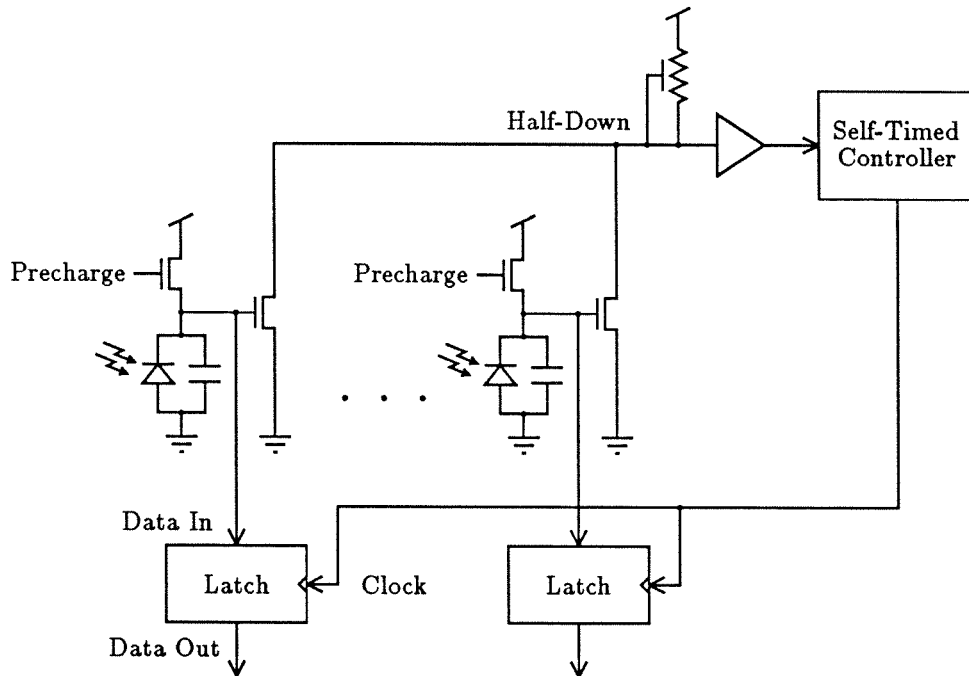 Half-Down
Self-Timed
Controller
Precharge
Precharge
Data In
Latch
Clock
Latch
Data Out